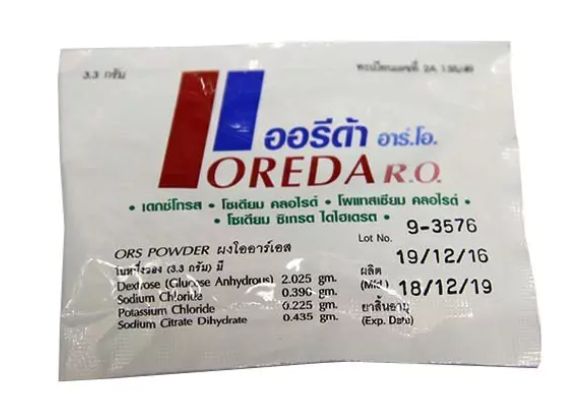 3.3 กรัม
ทะเบียนเลขที่ 2A
ออรีด้า อาร์.โอ.
OREDA R.O.
• เดกซ์โทรส • โซเดียม คลอไรด์ • โพแทสเซียม คลอไรด์ •
• โซเดียม ซิเทรต ไดไฮเดรต •
Lot No. 9-3576
ORS POWDER ผงโออาร์เอส
ในหนึ่งซอง (3.3 กรัม) มี
Dextrose (Glucose Anhydrous) 2.025 gm.
Sodium Chloride 0.390 gm.
Potassium Chloride 0.225 gm.
Sodium Citrate Dihydrate 0.435 gm.
19/12/16
ผลิต
(Mfd.) 18/12/19
ยาสิ้นอายุ
(Exp. Date)